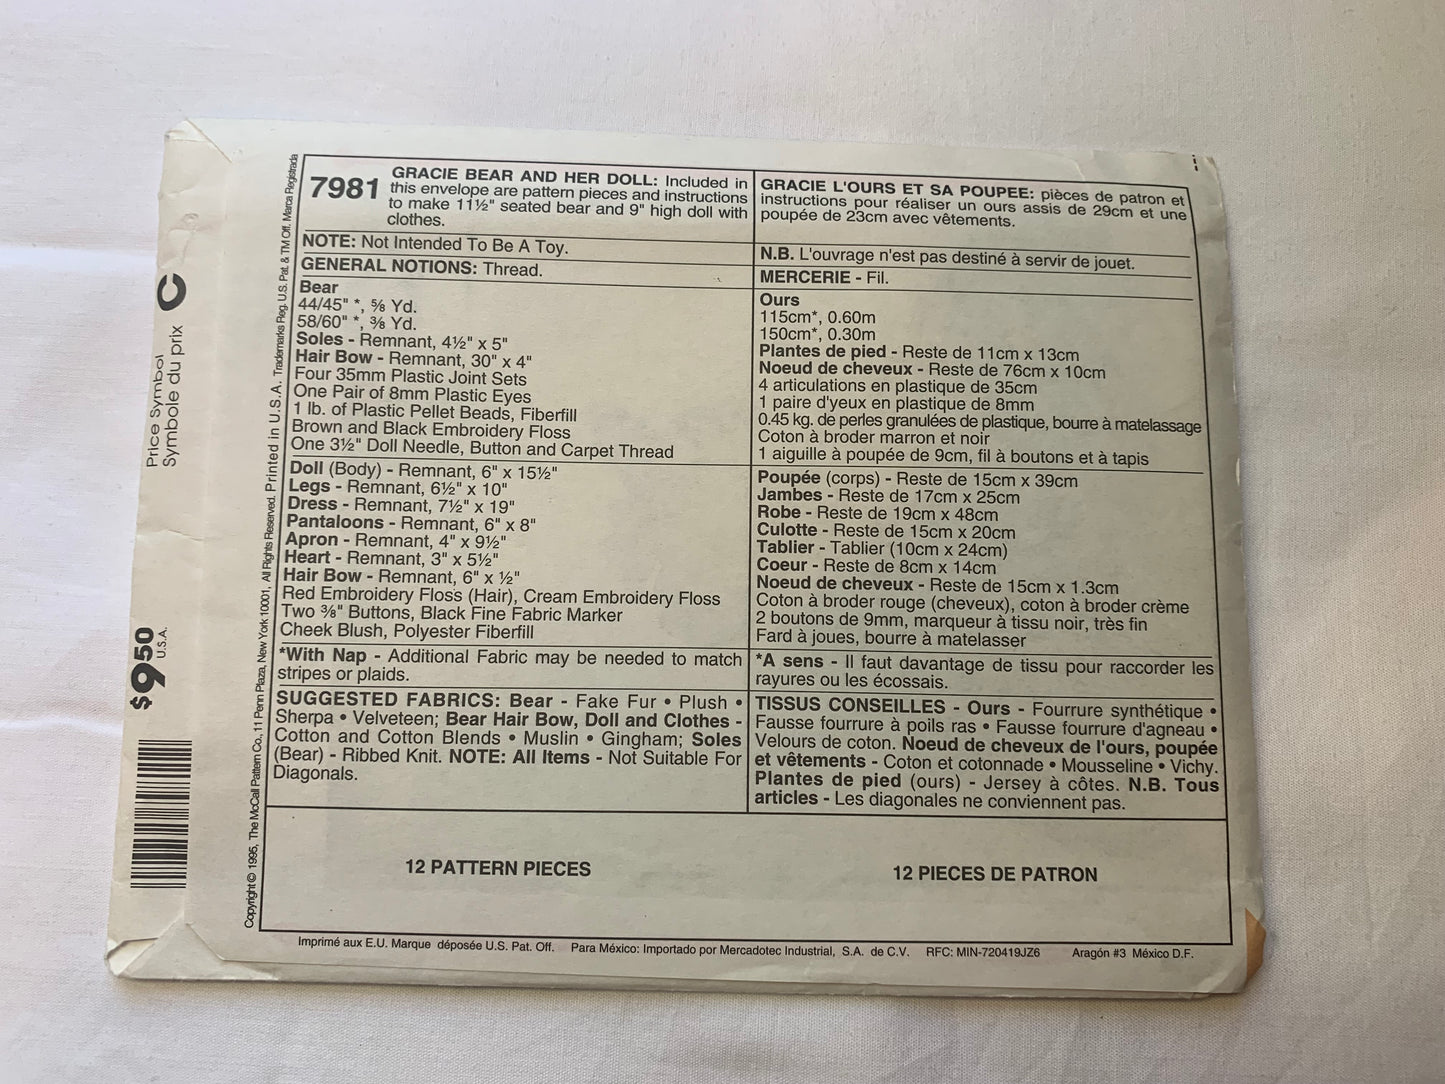 7981
GRACIE BEAR AND HER DOLL: Included in
this envelope are pattern pieces and instructions
to make 11½" seated bear and 9" high doll with
clothes.
NOTE: Not Intended To Be A Toy.
GENERAL NOTIONS: Thread.
Bear
44/45" *, ⅝ Yd.
58/60" *, ⅜ Yd.
Soles - Remnant, 4½" x 5"
Hair Bow - Remnant, 30" x 4"
Four 35mm Plastic Joint Sets
One Pair of 8mm Plastic Eyes
1 lb. of Plastic Pellet Beads, Fiberfill
Brown and Black Embroidery Floss
One 3½" Doll Needle, Button and Carpet Thread
Doll (Body) - Remnant, 6" x 15½"
Legs - Remnant, 6½" x 10"
Dress - Remnant, 7½" x 19"
Pantaloons - Remnant, 6" x 8"
Apron - Remnant, 4" x 9½"
Heart - Remnant, 3" x 5½"
Hair Bow - Remnant, 6" x ½"
Red Embroidery Floss (Hair), Cream Embroidery Floss
Two ⅜" Buttons, Black Fine Fabric Marker
Cheek Blush, Polyester Fiberfill
*With Nap - Additional Fabric may be needed to match
stripes or plaids.
SUGGESTED FABRICS: Bear - Fake Fur • Plush •
Sherpa • Velveteen; Bear Hair Bow, Doll and Clothes -
Cotton and Cotton Blends • Muslin • Gingham; Soles
(Bear) - Ribbed Knit. NOTE: All Items - Not Suitable For
Diagonals.
12 PATTERN PIECES
GRACIE L'OURS ET SA POUPEE: pièces de patron et
instructions pour réaliser un ours assis de 29cm et une
poupée de 23cm avec vêtements.
N.B. L'ouvrage n'est pas destiné à servir de jouet.
MERCERIE - Fil.
Ours
115cm*, 0.60m
150cm*, 0.30m
Plantes de pied - Reste de 11cm x 13cm
Noeud de cheveux - Reste de 76cm x 10cm
4 articulations en plastique de 35cm
1 paire d'yeux en plastique de 8mm
0.45 kg. de perles granulées de plastique, bourre à matelassage
Coton à broder marron et noir
1 aiguille à poupée de 9cm, fil à boutons et à tapis
Poupée (corps) - Reste de 15cm x 39cm
Jambes - Reste de 17cm x 25cm
Robe - Reste de 19cm x 48cm
Culotte - Reste de 15cm x 20cm
Tablier - Tablier (10cm x 24cm)
Coeur - Reste de 8cm x 14cm
Noeud de cheveux - Reste de 15cm x 1.3cm
Coton à broder rouge (cheveux), coton à broder crème
2 boutons de 9mm, marqueur à tissu noir, très fin
Fard à joues, bourre à matelasser
*A sens - Il faut davantage de tissu pour raccorder les
rayures ou les écossais.
TISSUS CONSEILLES - Ours - Fourrure synthétique •
Fausse fourrure à poils ras • Fausse fourrure d'agneau •
Velours de coton. Noeud de cheveux de l'ours, poupée
et vêtements - Coton et cotonnade • Mousseline • Vichy.
Plantes de pied (ours) - Jersey à côtes. N.B. Tous
articles - Les diagonales ne conviennent pas.
12 PIECES DE PATRON
Imprimé aux E.U. Marque déposée U.S. Pat. Off. Para México: Importado por Mercadotec Industrial, S.A. de C.V. RFC: MIN-720419JZ6 Aragón #3 México D.F.
Copyright © 1995, The McCall Pattern Co., 11 Penn Plaza, New York 10001, All Rights Reserved. Printed in U.S.A. Trademarks Reg. U.S. Pat. & TM Off. Marca Registrada
Price Symbol
Symbole du prix
C
$9.50
U.S.A.